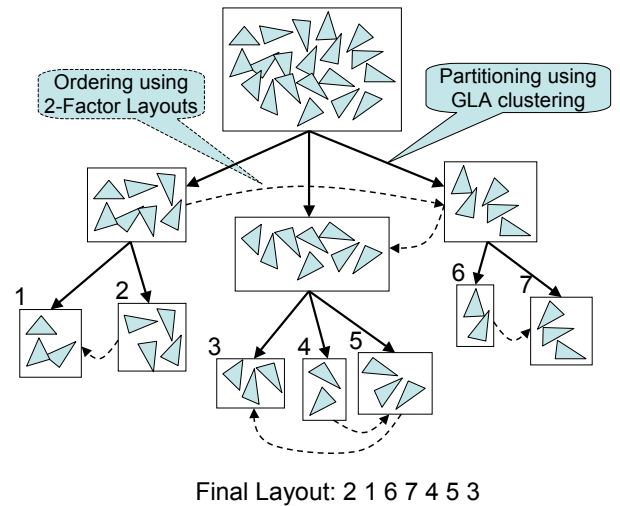 Ordering using
2-Factor Layouts
Partitioning using
GLA clustering
1
2
3
4
5
6
7
Final Layout: 2 1 6 7 4 5 3